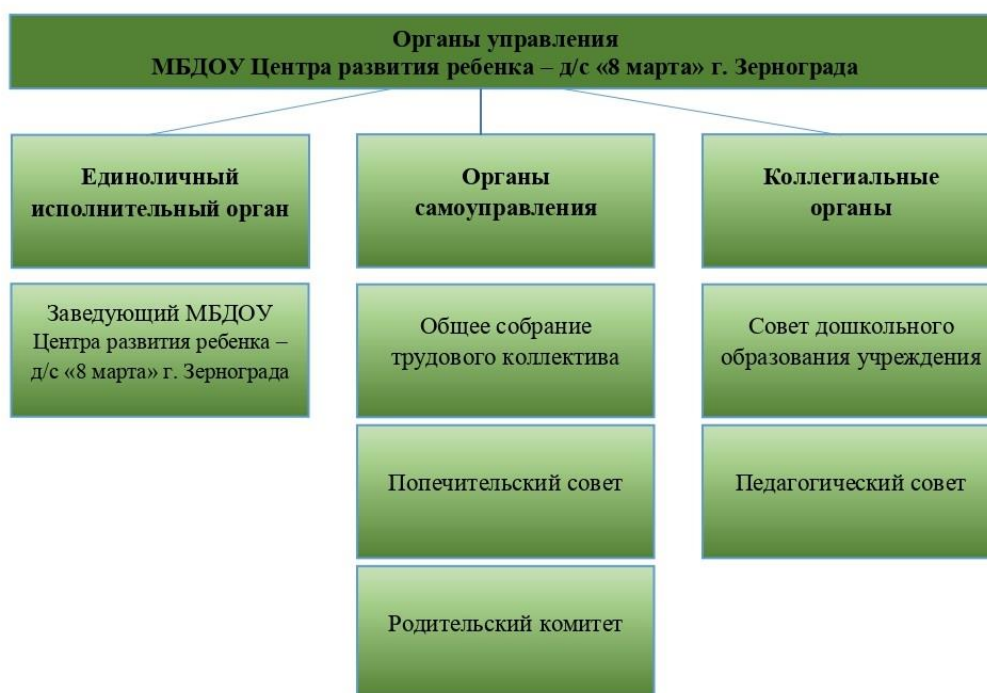 Органы управления
МБДОУ Центра развития ребенка – д/с «8 марта» г. Зернограда
Единоличный
исполнительный орган
Заведующий МБДОУ
Центра развития ребенка –
д/с «8 марта» г. Зернограда
Органы
самоуправления
Общее собрание
трудового коллектива
Попечительский совет
Родительский комитет
Коллегиальные
органы
Совет дошкольного
образования учреждения
Педагогический совет